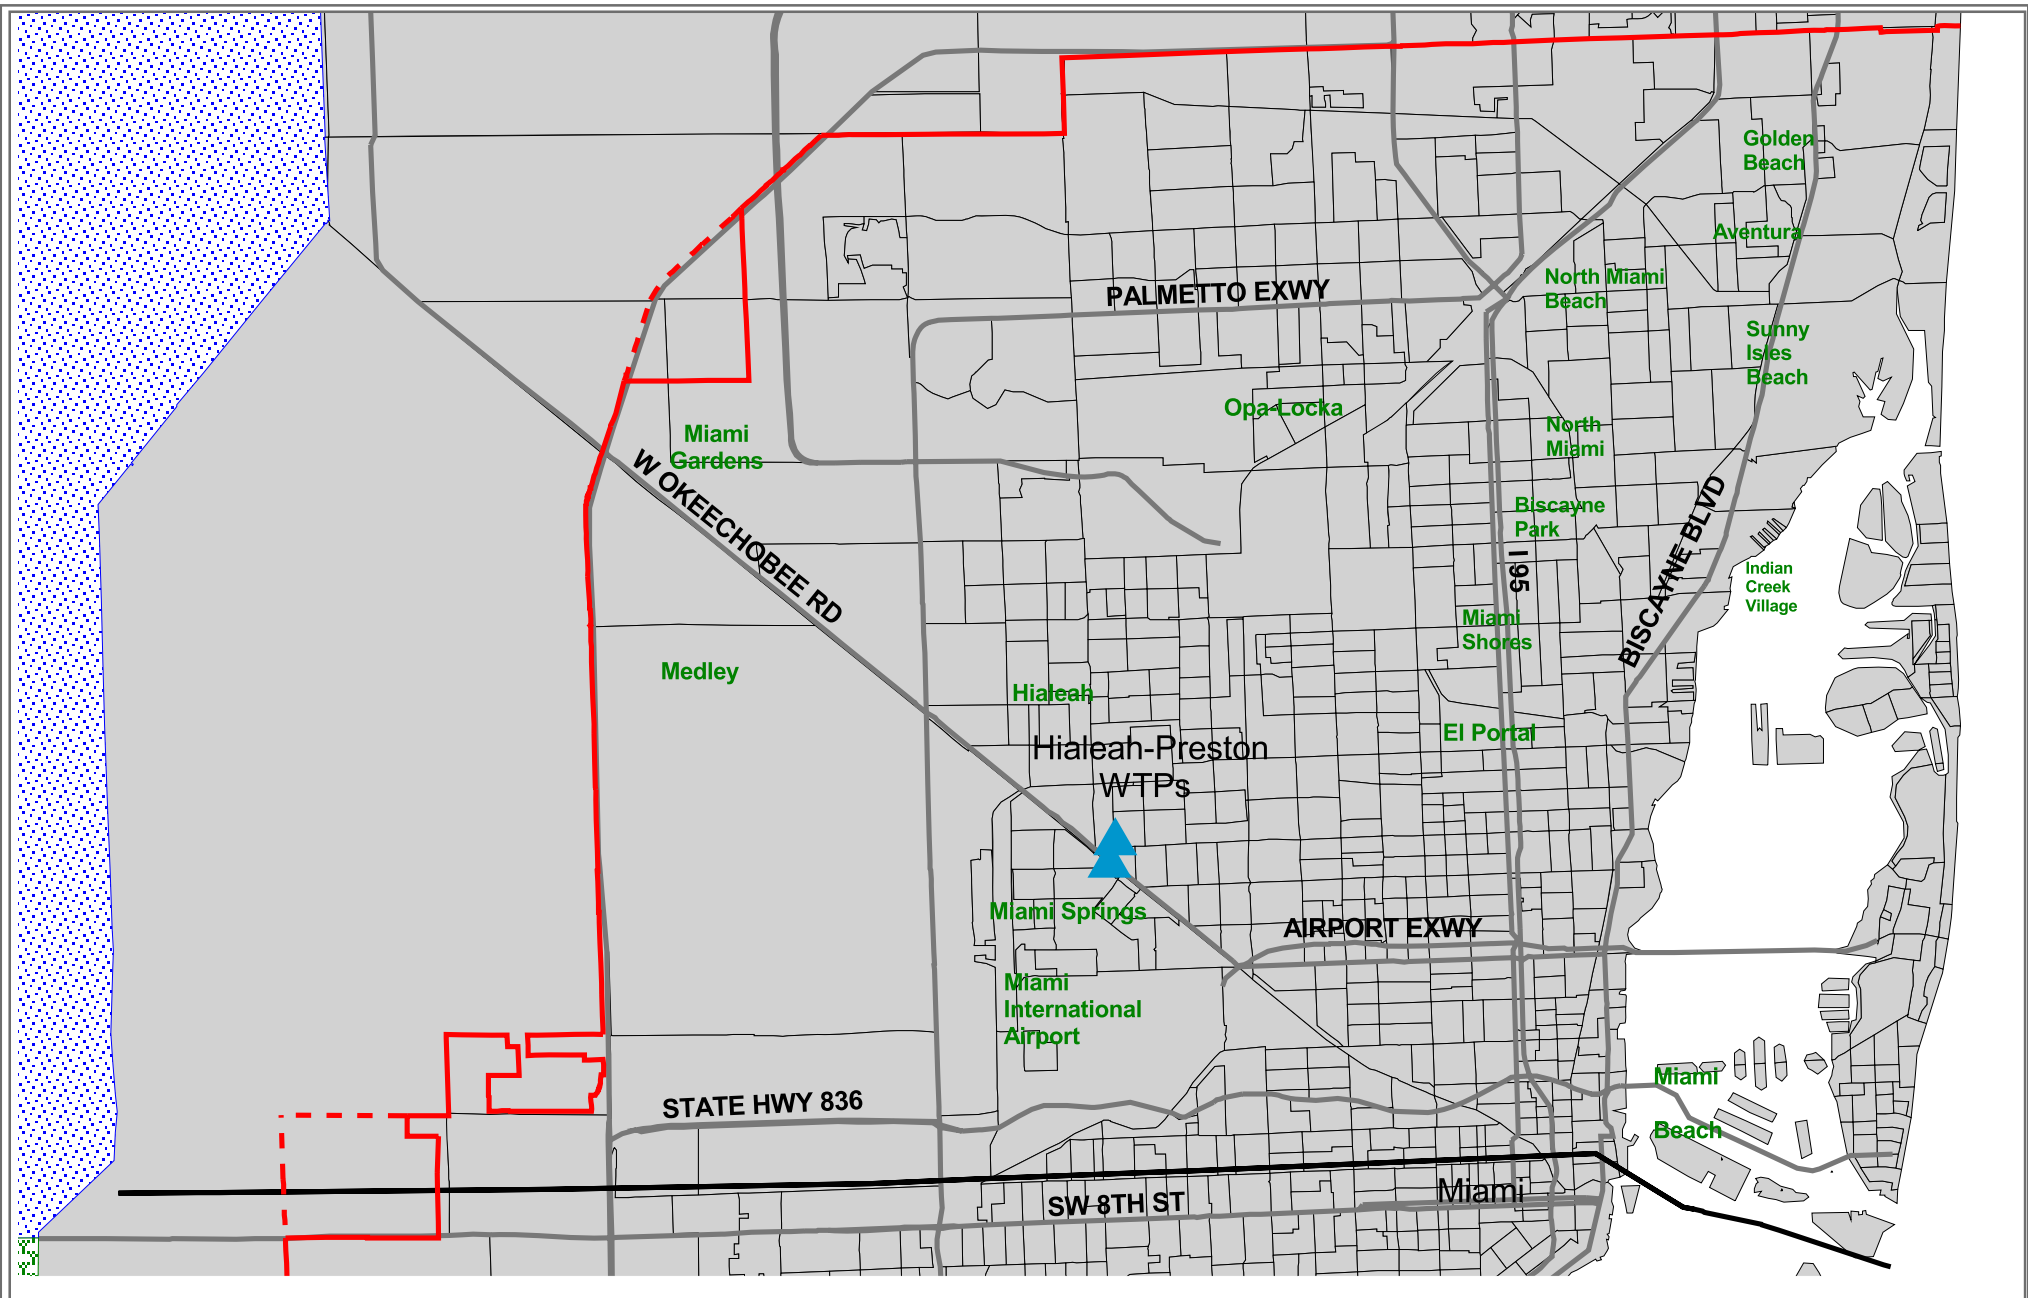 Golden
Beach
Aventura
North Miami
Beach
PALMETTO EXWY
Sunny
Isles
Beach
Opa-Locka
Miami
Gardens
North
Miami
W OKEECHOBEE RD
Biscayne
Park
BISCAYNE BLVD
I 95
Indian
Creek
Village
Miami
Shores
Medley
Hialeah
El Portal
Hialeah-Preston
WTPs
Miami Springs
AIRPORT EXWY
Miami
International
Airport
STATE HWY 836
Miami
Beach
SW 8TH ST
Miami